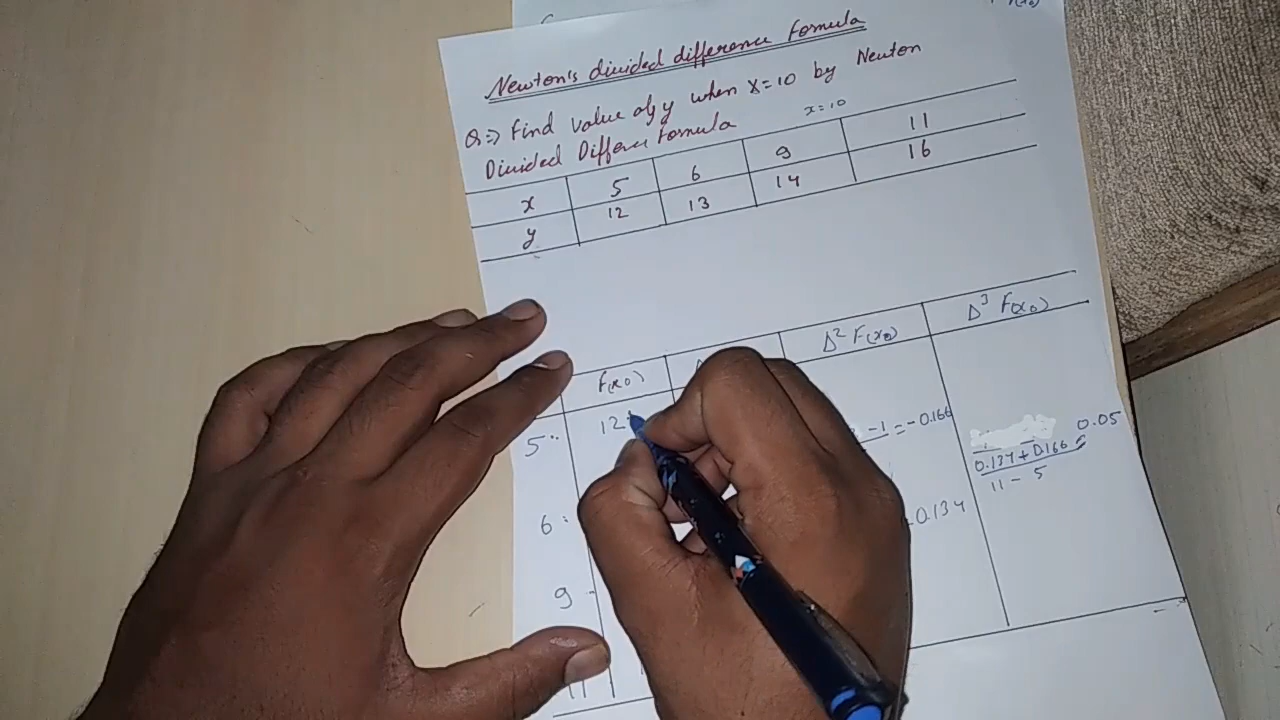 Newton's divided difference Formula
Q ⇒ Find value of y when x=10 by Newton
Divided Differnce Formula x=10
x 5 6 9 11
y 12 13 14 16
F(x0) Δ² F(x0) Δ³ F(x0)
5 12 -1 = -0.166 0.05
0.134 + 0.166
11 - 5
6 0.134
9
11